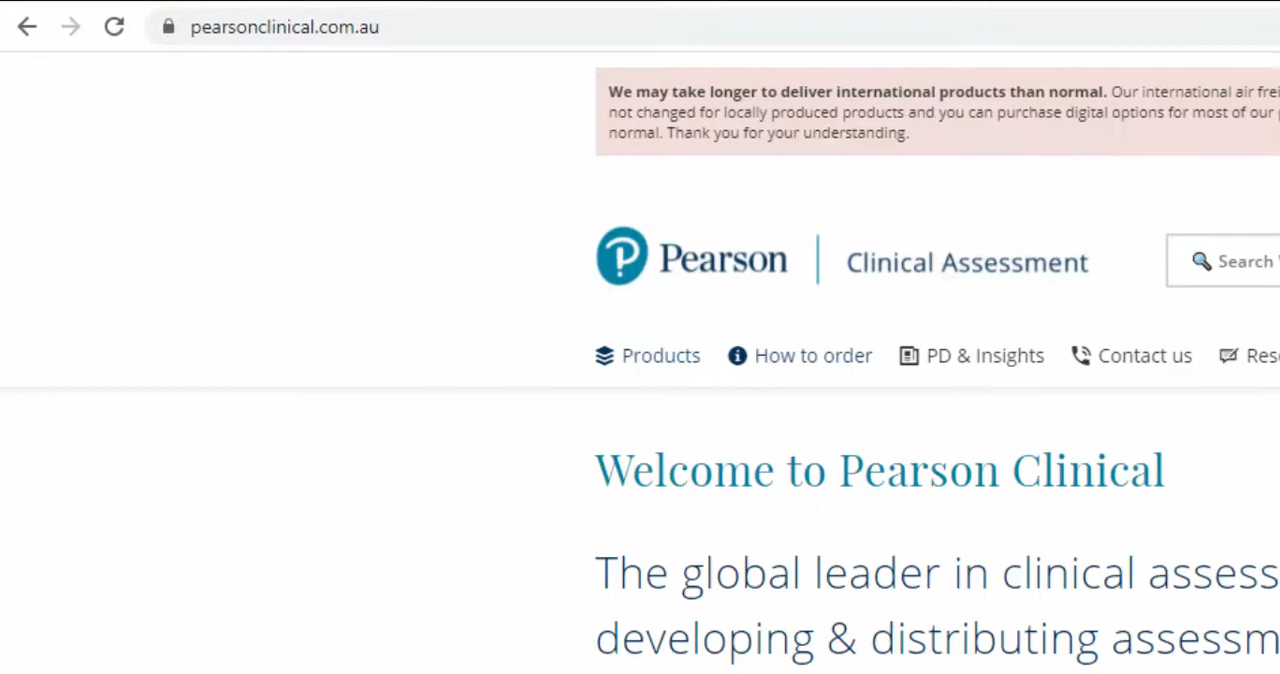 pearsonclinical.com.au
We may take longer to deliver international products than normal. Our international air
not changed for locally produced products and you can purchase digital options for most of our
normal. Thank you for your understanding.
Pearson | Clinical Assessment
Search
Products How to order PD & Insights Contact us
Welcome to Pearson Clinical
The global leader in clinical
developing & distributing